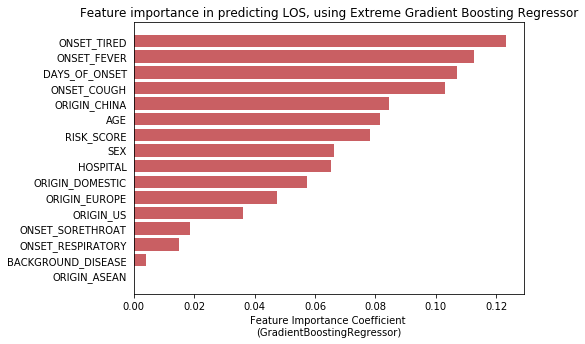 Feature importance in predicting LOS, using Extreme Gradient Boosting Regressor
ONSET_TIRED
ONSET_FEVER
DAYS_OF_ONSET
ONSET_COUGH
ORIGIN_CHINA
AGE
RISK_SCORE
SEX
HOSPITAL
ORIGIN_DOMESTIC
ORIGIN_EUROPE
ORIGIN_US
ONSET_SORETHROAT
ONSET_RESPIRATORY
BACKGROUND_DISEASE
ORIGIN_ASEAN
0.00 0.02 0.04 0.06 0.08 0.10 0.12
Feature Importance Coefficient
(GradientBoostingRegressor)